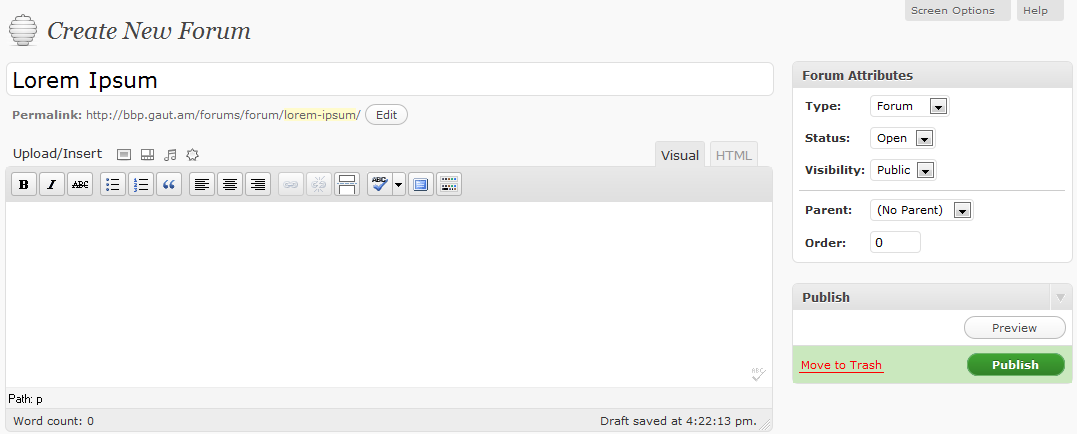 Screen Options Help
Create New Forum
Lorem Ipsum
Permalink: http://bbp.gaut.am/forums/forum/lorem-ipsum/ Edit
Upload/Insert Visual HTML
B I ABC ABC
Path: p
Word count: 0 Draft saved at 4:22:13 pm.
Forum Attributes
Type: Forum
Status: Open
Visibility: Public
Parent: (No Parent)
Order: 0
Publish
Preview
Move to Trash Publish